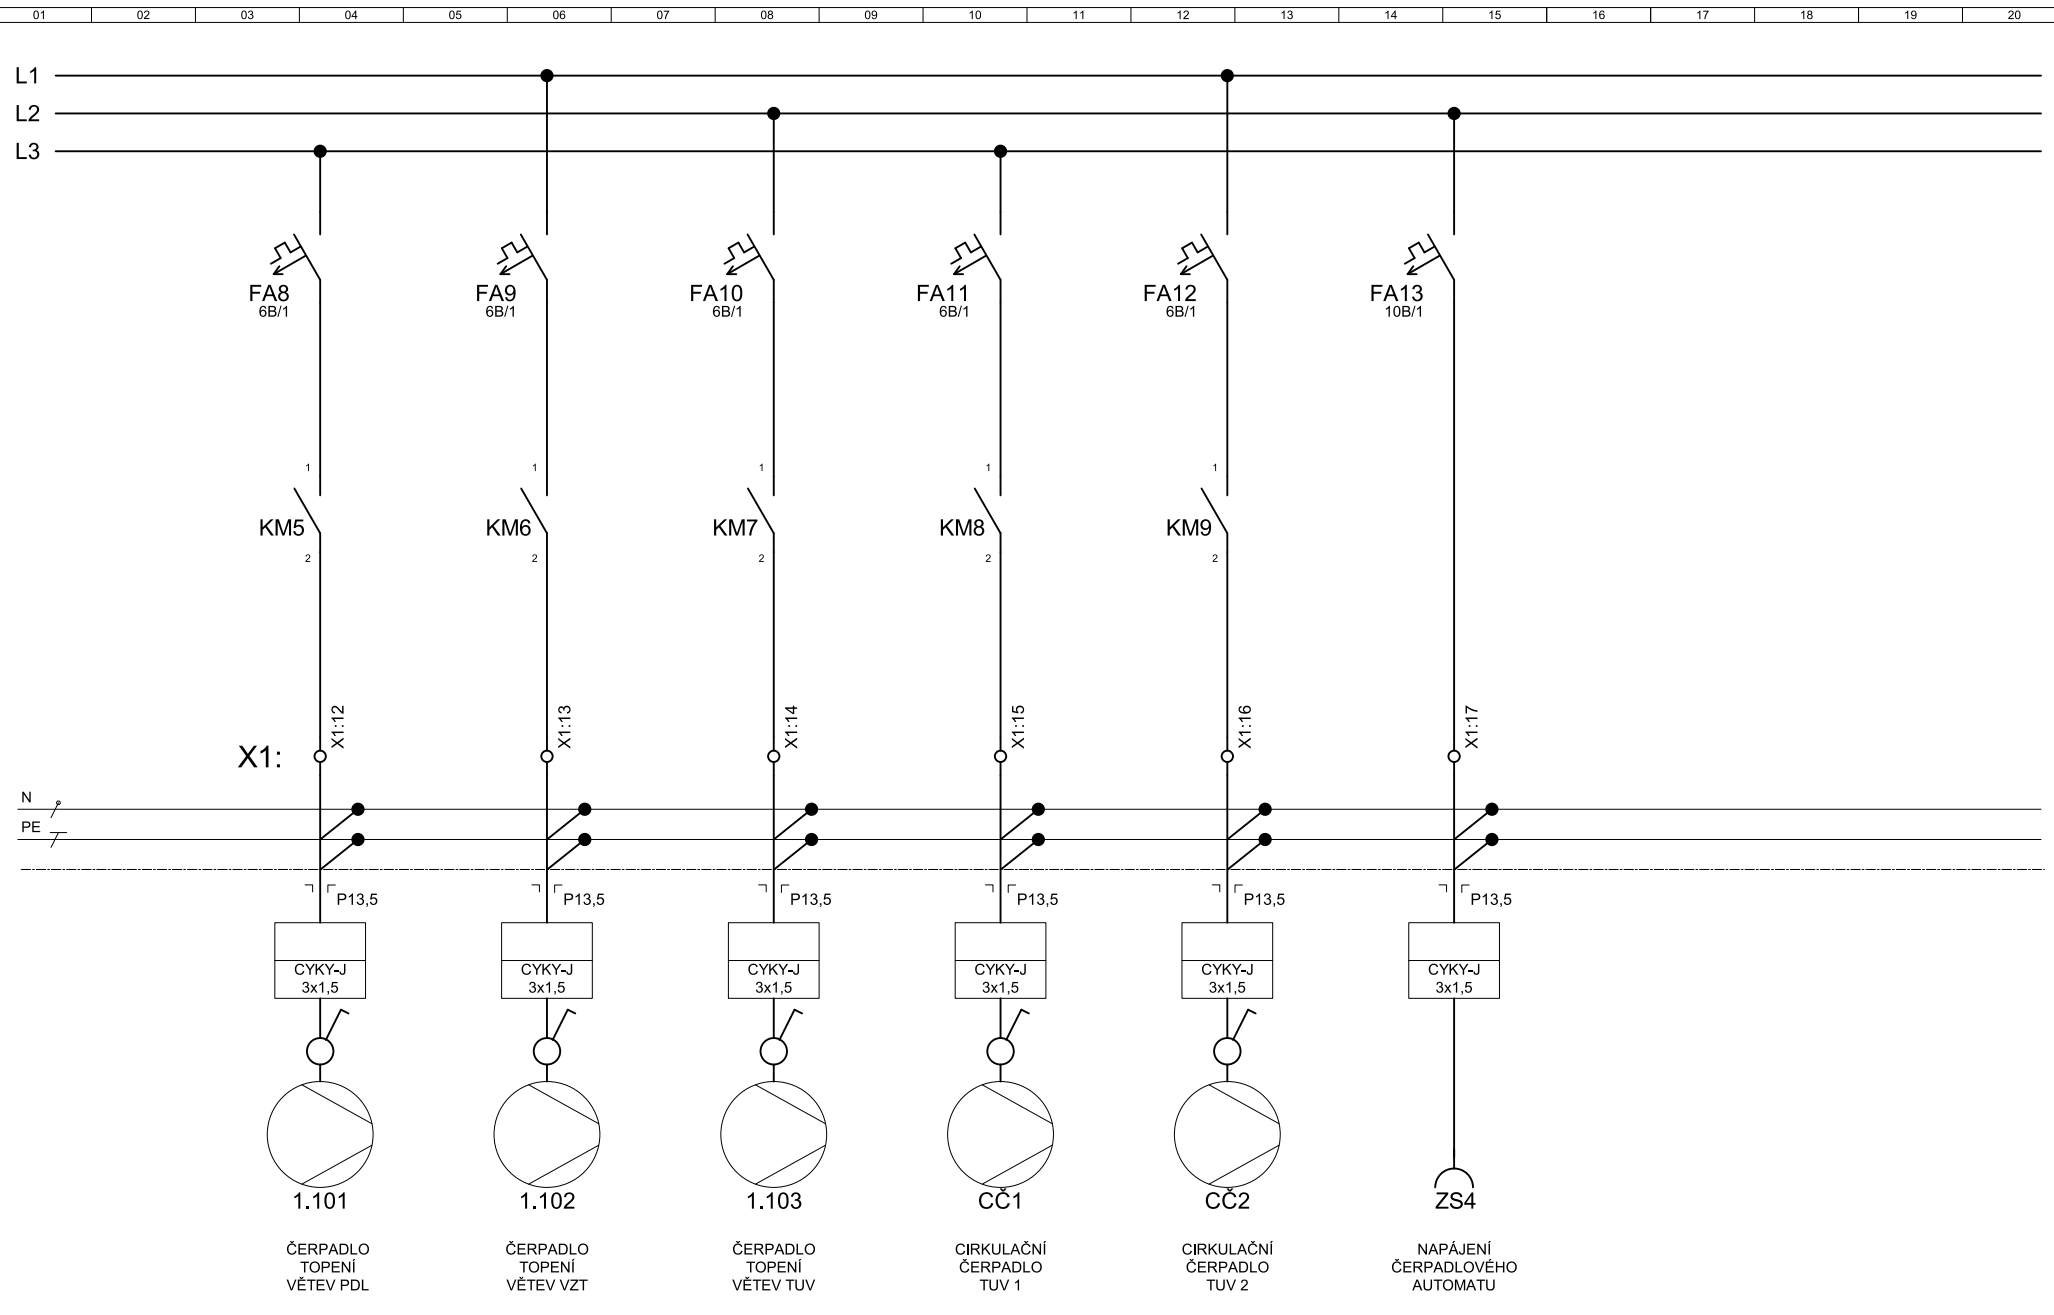 01 02 03 04 05 06 07 08 09 10 11 12 13 14 15 16 17 18 19 20
L1
L2
L3
FA8 FA9 FA10 FA11 FA12 FA13
6B/1 6B/1 6B/1 6B/1 6B/1 10B/1
1 1 1 1 1
KM5 KM6 KM7 KM8 KM9
2 2 2 2 2
X1:12 X1:13 X1:14 X1:15 X1:16 X1:17
X1:
N
PE
P13,5 P13,5 P13,5 P13,5 P13,5 P13,5
CYKY-J CYKY-J CYKY-J CYKY-J CYKY-J CYKY-J
3x1,5 3x1,5 3x1,5 3x1,5 3x1,5 3x1,5
1.101 1.102 1.103 CČ1 CČ2 ZS4
ČERPADLO ČERPADLO ČERPADLO CIRKULAČNÍ CIRKULAČNÍ NAPÁJENÍ
TOPENÍ TOPENÍ TOPENÍ ČERPADLO ČERPADLO ČERPADLOVÉHO
VĚTEV PDL VĚTEV VZT VĚTEV TUV TUV 1 TUV 2 AUTOMATU